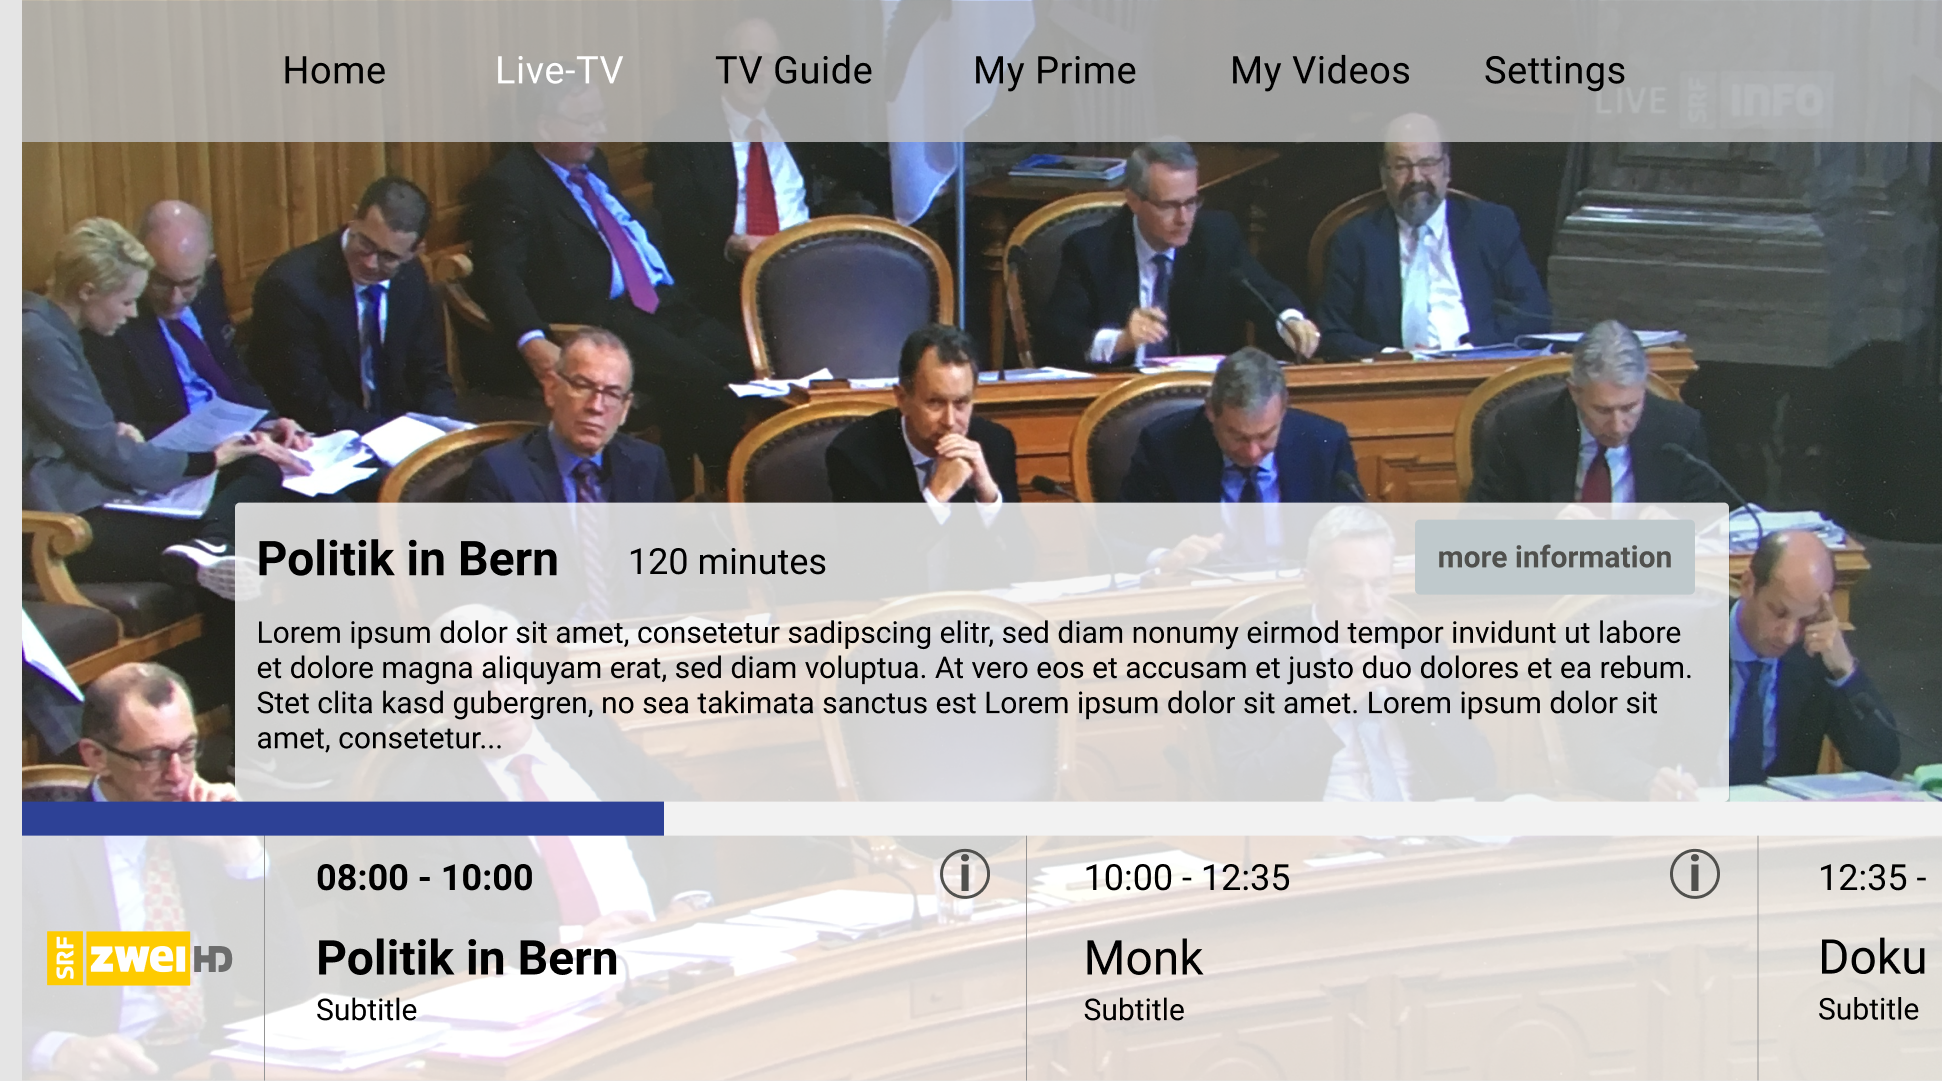 Home Live-TV TV Guide My Prime My Videos Settings
LIVE SRF INFO
Politik in Bern 120 minutes more information
Lorem ipsum dolor sit amet, consetetur sadipscing elitr, sed diam nonumy eirmod tempor invidunt ut labore
et dolore magna aliquyam erat, sed diam voluptua. At vero eos et accusam et justo duo dolores et ea rebum.
Stet clita kasd gubergren, no sea takimata sanctus est Lorem ipsum dolor sit amet. Lorem ipsum dolor sit
amet, consetetur...
08:00 - 10:00 i 10:00 - 12:35 i 12:35 -
SRF zwei HD Politik in Bern Monk Doku
Subtitle Subtitle Subtitle